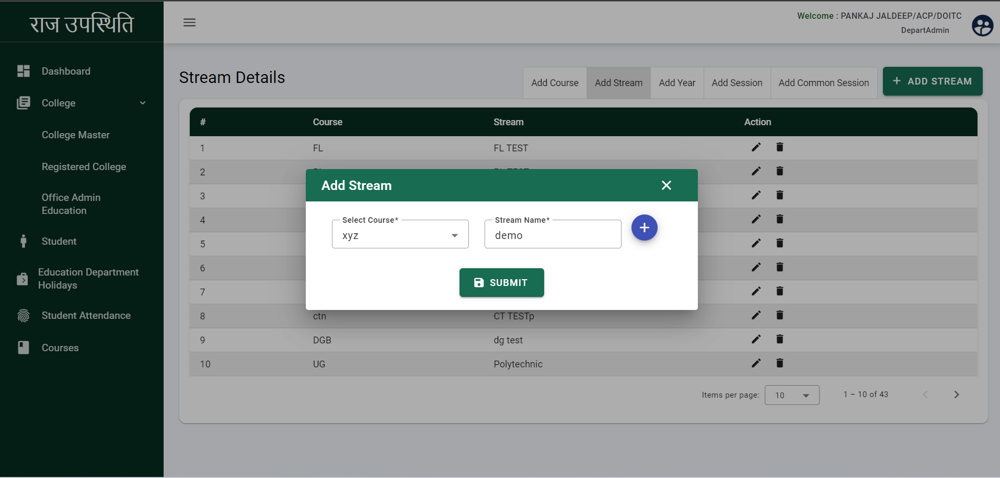 राज उपस्थिति
Welcome : PANKAJ JALDEEP/ACP/DOITC
DepartAdmin
Dashboard
College
College Master
Registered College
Office Admin
Education
Student
Education Department
Holidays
Student Attendance
Courses
Stream Details
Add Course Add Stream Add Year Add Session Add Common Session
+ ADD STREAM
# Course Stream Action
1 FL FL TEST
2
3
4
5
6
7
8 ctn CT TESTp
9 DGB dg test
10 UG Polytechnic
Add Stream
Select Course*
xyz
Stream Name*
demo
SUBMIT
Items per page: 10 1 – 10 of 43